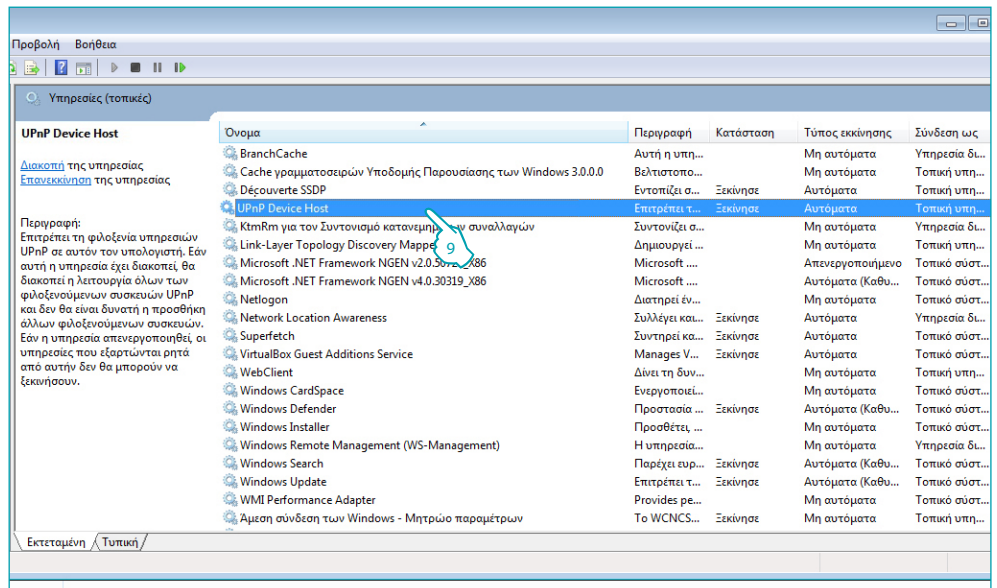 Προβολή Βοήθεια
Υπηρεσίες (τοπικές)
UPnP Device Host
Διακοπή της υπηρεσίας
Επανεκκίνηση της υπηρεσίας
Περιγραφή:
Επιτρέπει τη φιλοξενία υπηρεσιών
UPnP σε αυτόν τον υπολογιστή. Εάν
αυτή η υπηρεσία έχει διακοπεί, θα
διακοπεί η λειτουργία όλων των
φιλοξενούμενων συσκευών UPnP
και δεν θα είναι δυνατή η προσθήκη
άλλων φιλοξενούμενων συσκευών.
Εάν η υπηρεσία απενεργοποιηθεί, οι
υπηρεσίες που εξαρτώνται ρητά
από αυτήν δεν θα μπορούν να
ξεκινήσουν.
Όνομα Περιγραφή Κατάσταση Τύπος εκκίνησης Σύνδεση ως
BranchCache Αυτή η υπη... Μη αυτόματα Υπηρεσία δι...
Cache γραμματοσειρών Υποδομής Παρουσίασης των Windows 3.0.0.0 Βελτιστοπο... Μη αυτόματα Τοπική υπη...
Découverte SSDP Εντοπίζει σ... Ξεκίνησε Αυτόματα Τοπική υπη...
UPnP Device Host Επιτρέπει τ... Ξεκίνησε Αυτόματα Τοπική υπη...
KtmRm για τον Συντονισμό συναλλαγών Συντονίζει σ... Μη αυτόματα Υπηρεσία δι...
Link-Layer Topology Discovery Mapper Δημιουργεί ... Μη αυτόματα Τοπική υπη...
9
Microsoft .NET Framework NGEN Microsoft .... Απενεργοποιήμενο Τοπικό σύστ...
Microsoft .NET Framework NGEN v4.0.30319_X86 Microsoft .... Αυτόματα (Καθυ... Τοπικό σύστ...
Netlogon Διατηρεί έν... Μη αυτόματα Τοπικό σύστ...
Network Location Awareness Συλλέγει και... Ξεκίνησε Αυτόματα Υπηρεσία δι...
Superfetch Συντηρεί κα... Ξεκίνησε Αυτόματα Τοπικό σύστ...
VirtualBox Guest Additions Service Manages V... Ξεκίνησε Αυτόματα Τοπικό σύστ...
WebClient Δίνει τη δυν... Μη αυτόματα Τοπική υπη...
Windows CardSpace Ενεργοποιεί... Μη αυτόματα Τοπικό σύστ...
Windows Defender Προστασία ... Ξεκίνησε Αυτόματα (Καθυ... Τοπικό σύστ...
Windows Installer Προσθέτει, ... Μη αυτόματα Τοπικό σύστ...
Windows Remote Management (WS-Management) Η υπηρεσία... Μη αυτόματα Υπηρεσία δι...
Windows Search Παρέχει ευρ... Ξεκίνησε Αυτόματα (Καθυ... Τοπικό σύστ...
Windows Update Επιτρέπει τ... Ξεκίνησε Αυτόματα (Καθυ... Τοπικό σύστ...
WMI Performance Adapter Provides pe... Μη αυτόματα Τοπικό σύστ...
Άμεση σύνδεση των Windows - Μητρώο παραμέτρων Το WCNCS... Ξεκίνησε Μη αυτόματα Τοπική υπη...
Εκτεταμένη Τυπική